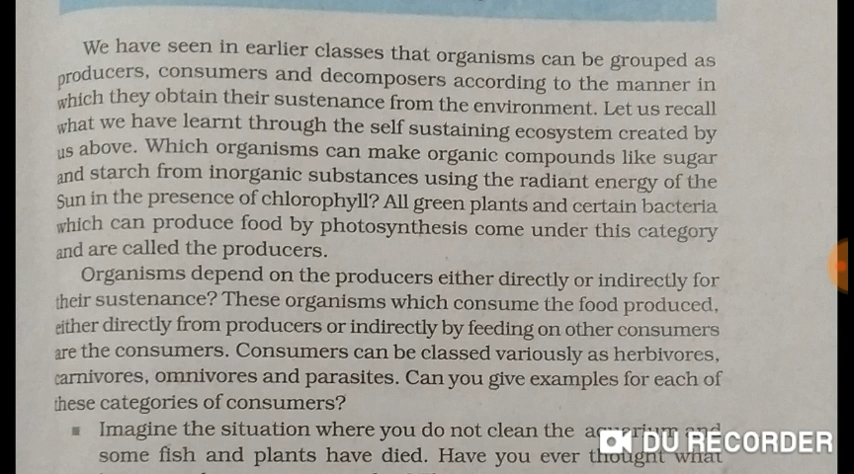 We have seen in earlier classes that organisms can be grouped as
producers, consumers and decomposers according to the manner in
which they obtain their sustenance from the environment. Let us recall
what we have learnt through the self sustaining ecosystem created by
us above. Which organisms can make organic compounds like sugar
and starch from inorganic substances using the radiant energy of the
Sun in the presence of chlorophyll? All green plants and certain bacteria
which can produce food by photosynthesis come under this category
and are called the producers.
Organisms depend on the producers either directly or indirectly for
their sustenance? These organisms which consume the food produced,
either directly from producers or indirectly by feeding on other consumers
are the consumers. Consumers can be classed variously as herbivores,
carnivores, omnivores and parasites. Can you give examples for each of
these categories of consumers?
■ Imagine the situation where you do not clean the aquarium and
some fish and plants have died. Have you ever thought what
DU RECORDER